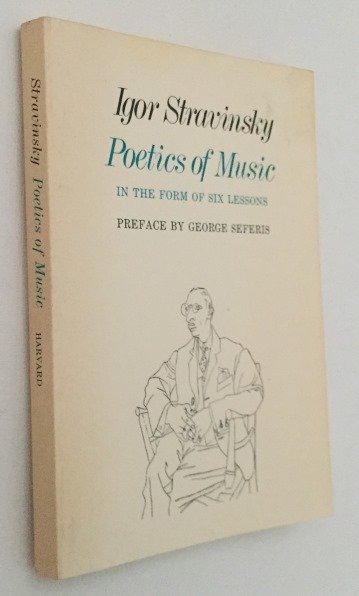 Igor Stravinsky
Poetics of Music
IN THE FORM OF SIX LESSONS
PREFACE BY GEORGE SEFERIS
Stravinsky Poetics of Music HARVARD